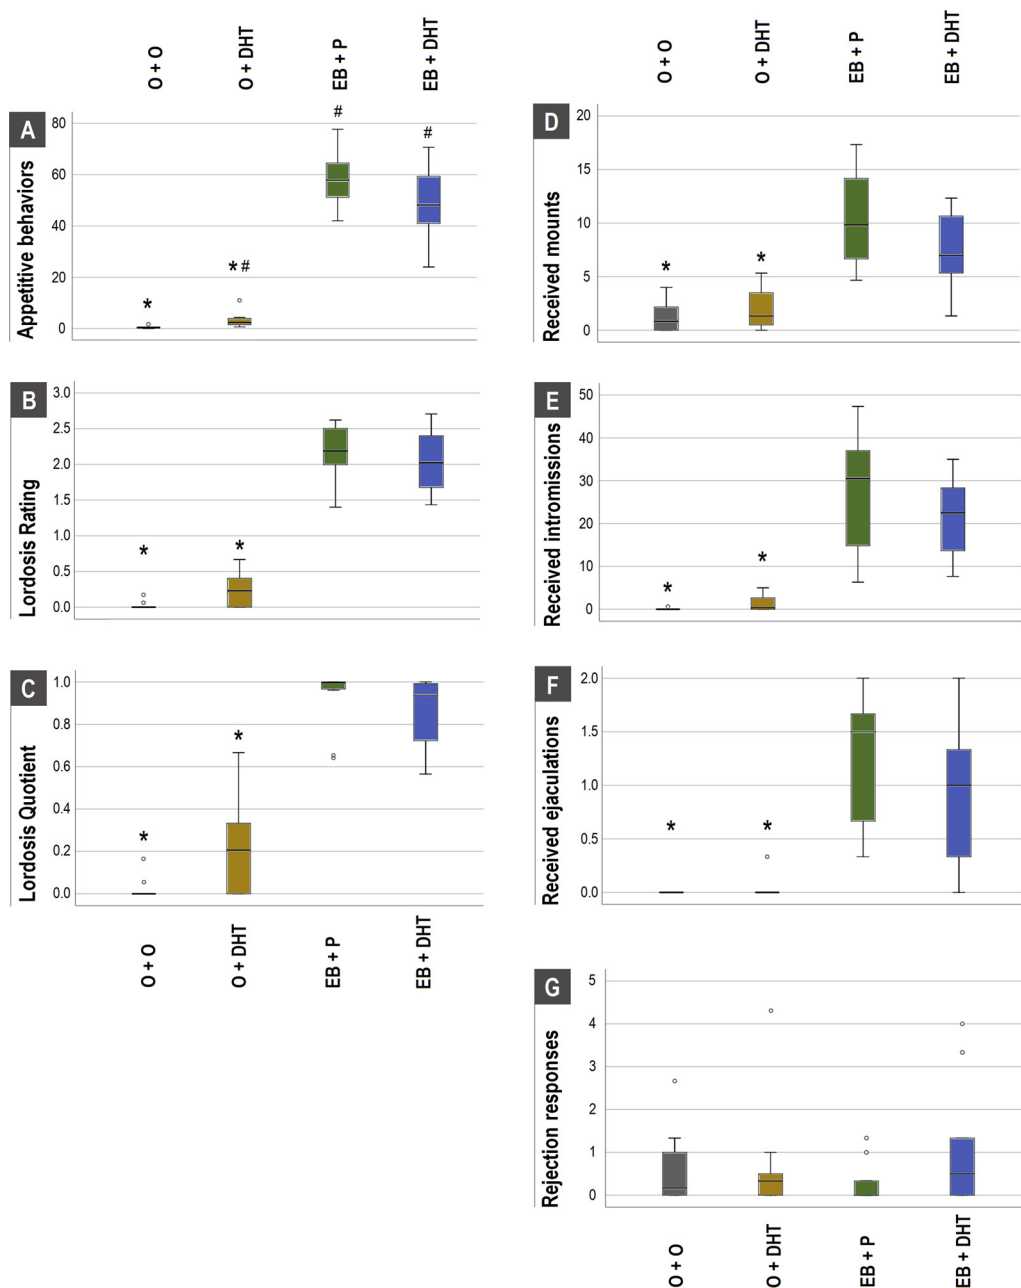 O + O
O + DHT
EB + P
EB + DHT
A
Appetitive behaviors
80
60
40
20
0
*
* #
#
#
B
Lordosis Rating
3.0
2.5
2.0
1.5
1.0
0.5
0.0
*
*
C
Lordosis Quotient
1.0
0.8
0.6
0.4
0.2
0.0
*
*
O + O
O + DHT
EB + P
EB + DHT
O + O
O + DHT
EB + P
EB + DHT
D
Received mounts
20
15
10
5
0
*
*
E
Received intromissions
50
40
30
20
10
0
*
*
F
Received ejaculations
2.0
1.5
1.0
0.5
0.0
*
*
G
Rejection responses
5
4
3
2
1
0
O + O
O + DHT
EB + P
EB + DHT